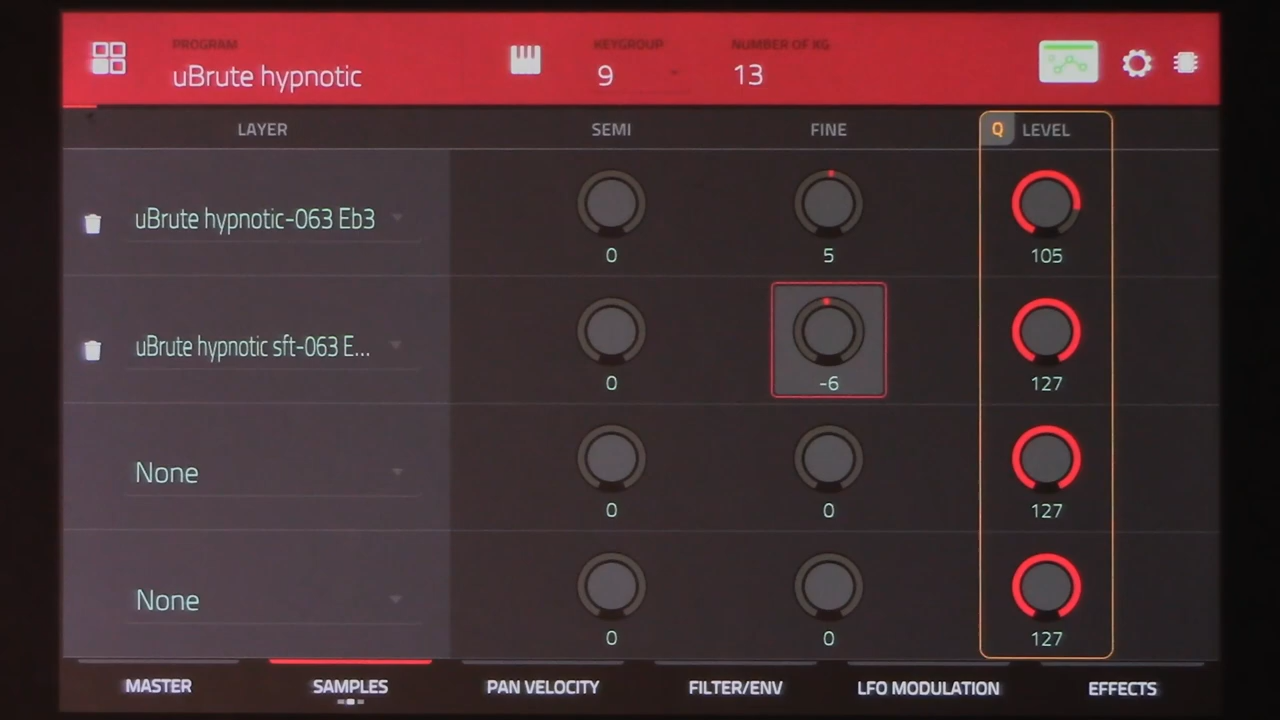 PROGRAM
uBrute hypnotic
KEYGROUP
9
NUMBER OF KG
13
LAYER SEMI FINE Q LEVEL
uBrute hypnotic-063 Eb3
0 5 105
uBrute hypnotic sft-063 E...
0 -6 127
None
0 0 127
None
0 0 127
MASTER SAMPLES PAN VELOCITY FILTER/ENV LFO MODULATION EFFECTS